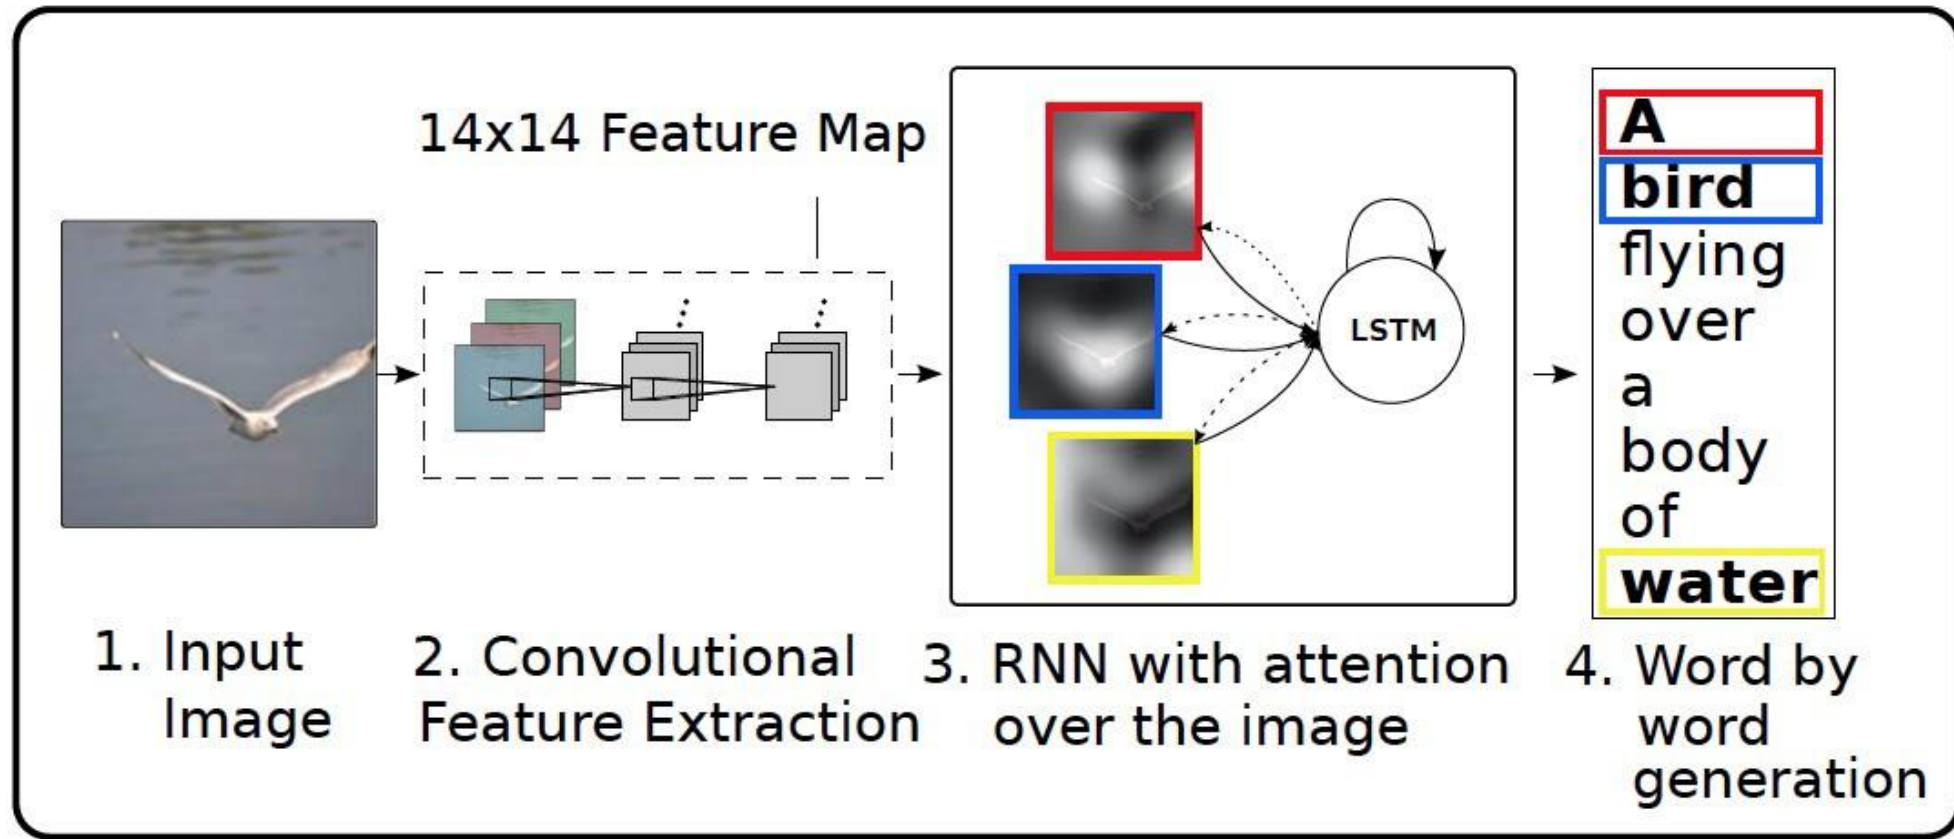 14x14 Feature Map
LSTM
A
bird
flying
over
a
body
of
water
1. Input
Image
2. Convolutional
Feature Extraction
3. RNN with attention
over the image
4. Word by
word
generation